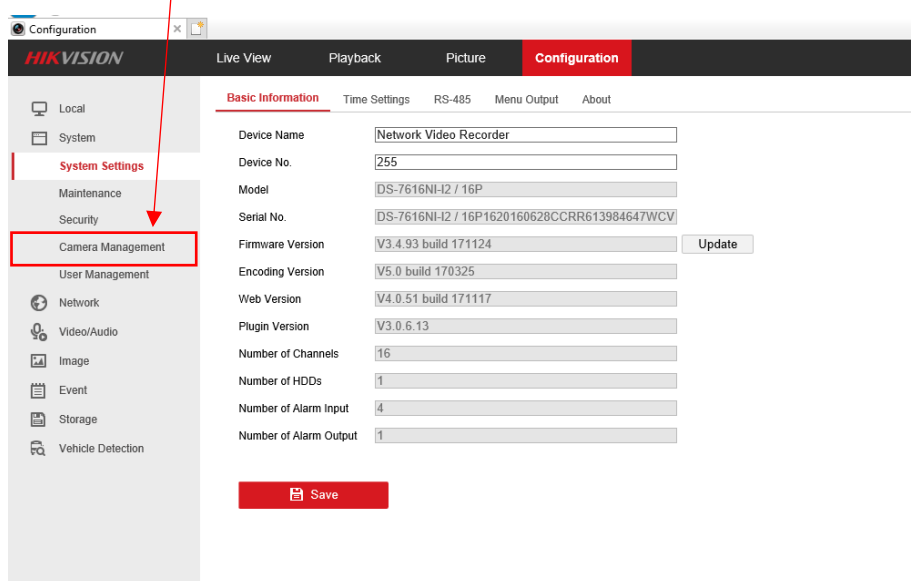 Configuration
HIKVISION
Live View Playback Picture Configuration
Local
System
System Settings
Maintenance
Security
Camera Management
User Management
Network
Video/Audio
Image
Event
Storage
Vehicle Detection
Basic Information Time Settings RS-485 Menu Output About
Device Name Network Video Recorder
Device No. 255
Model DS-7616NI-I2 / 16P
Serial No. DS-7616NI-I2 / 16P1620160628CCRR613984647WCV
Firmware Version V3.4.93 build 171124 Update
Encoding Version V5.0 build 170325
Web Version V4.0.51 build 171117
Plugin Version V3.0.6.13
Number of Channels 16
Number of HDDs 1
Number of Alarm Input 4
Number of Alarm Output 1
Save